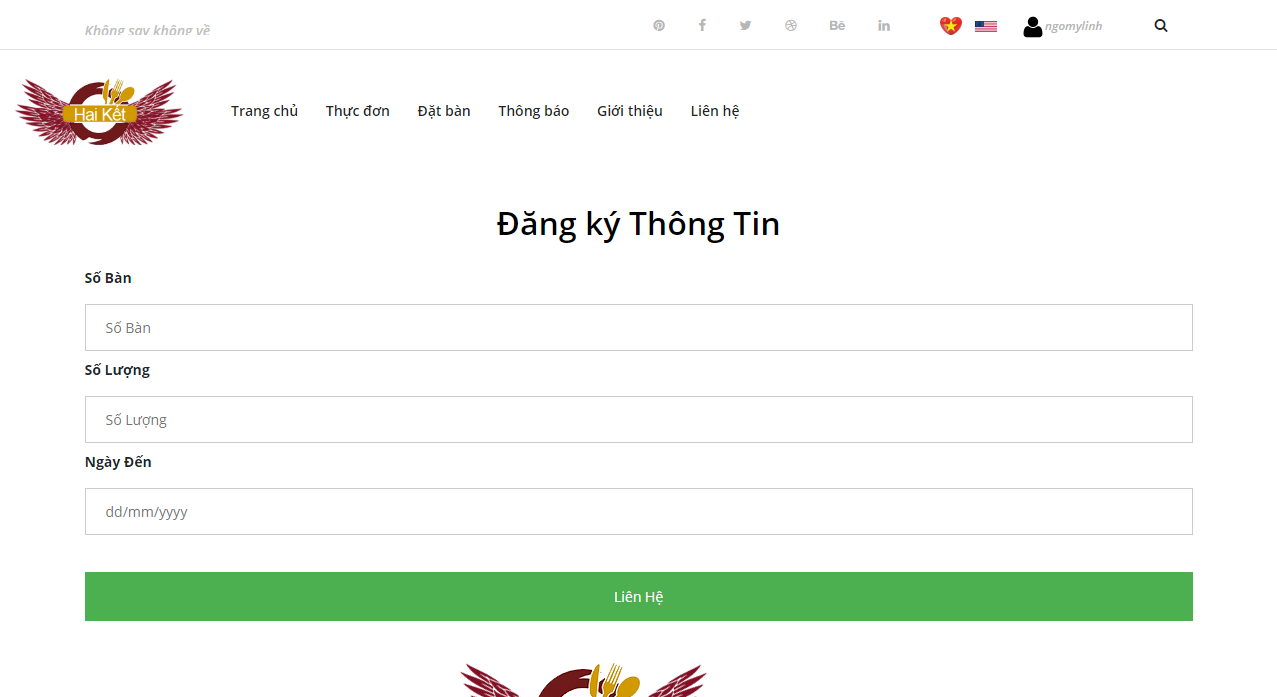 Không say không về
Bē
ngomylinh
Hai Kết
Trang chủ Thực đơn Đặt bàn Thông báo Giới thiệu Liên hệ
Đăng ký Thông Tin
Số Bàn
Số Bàn
Số Lượng
Số Lượng
Ngày Đến
dd/mm/yyyy
Liên Hệ